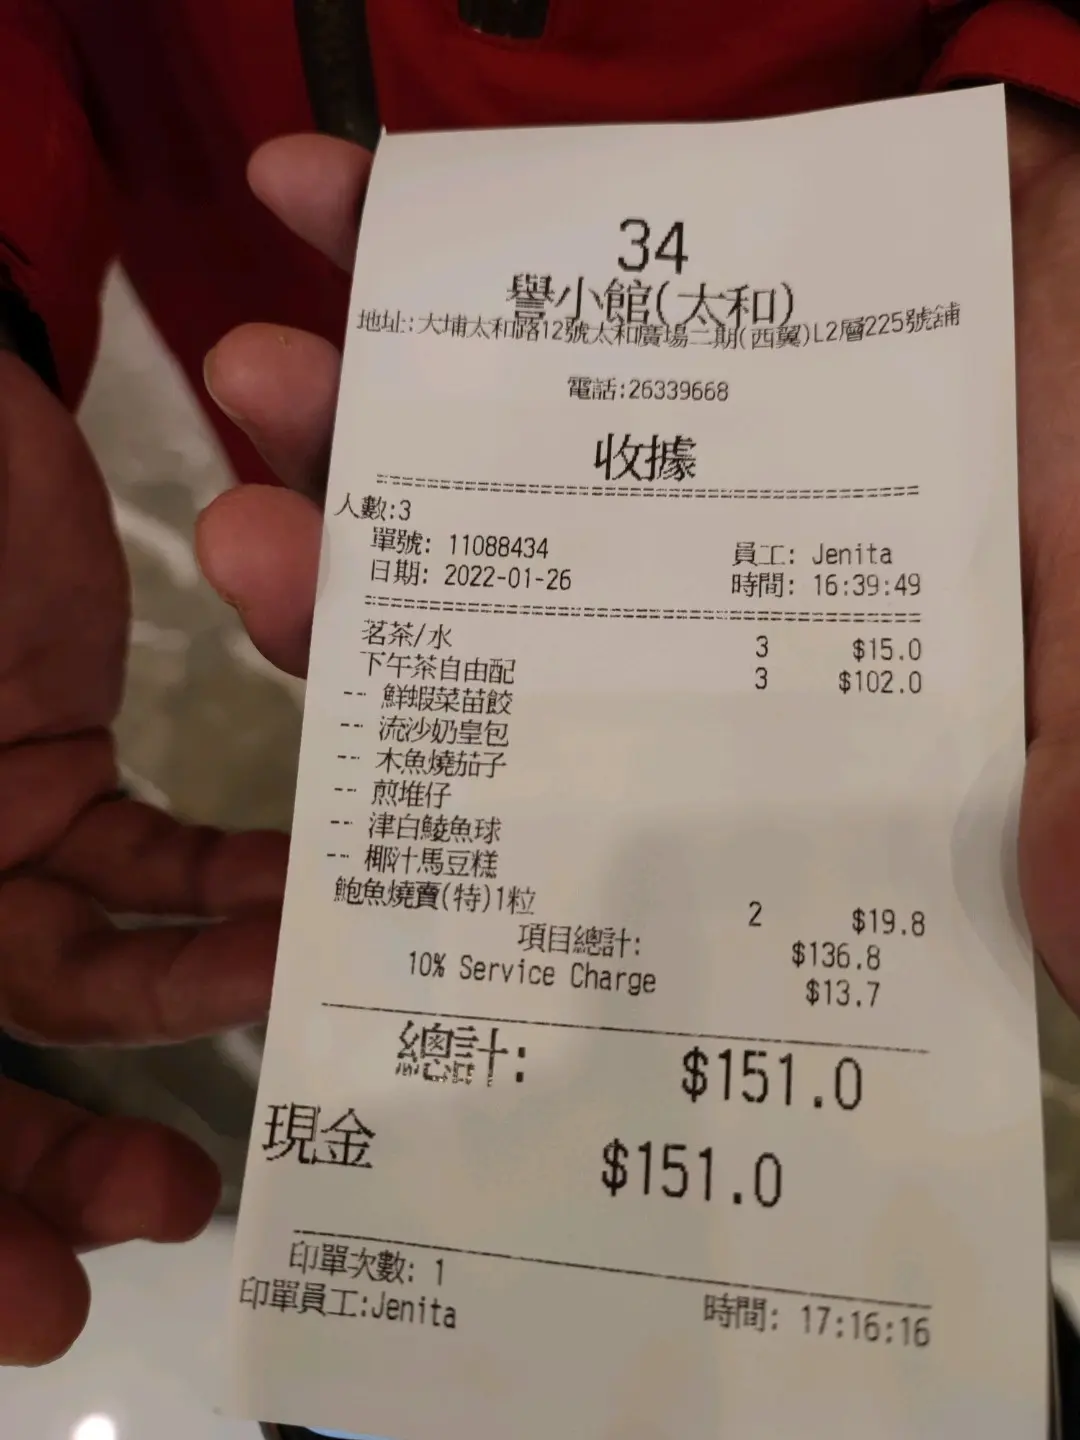 34
譽小館(太和)
地址:大埔太和路12號太和廣場二期(西翼)L2層225號舖
電話:26339668
收據
人數:3
單號: 11088434 員工: Jenita
日期: 2022-01-26 時間: 16:39:49
茗茶/水 3 $15.0
下午茶自由配 3 $102.0
-- 鮮蝦菜苗餃
-- 流沙奶皇包
-- 木魚燒茄子
-- 煎堆仔
-- 津白鯪魚球
-- 椰汁馬豆糕
鮑魚燒賣(特)1粒 2 $19.8
項目總計: $136.8
10% Service Charge $13.7
總計: $151.0
現金 $151.0
印單次數: 1
印單員工:Jenita 時間: 17:16:16